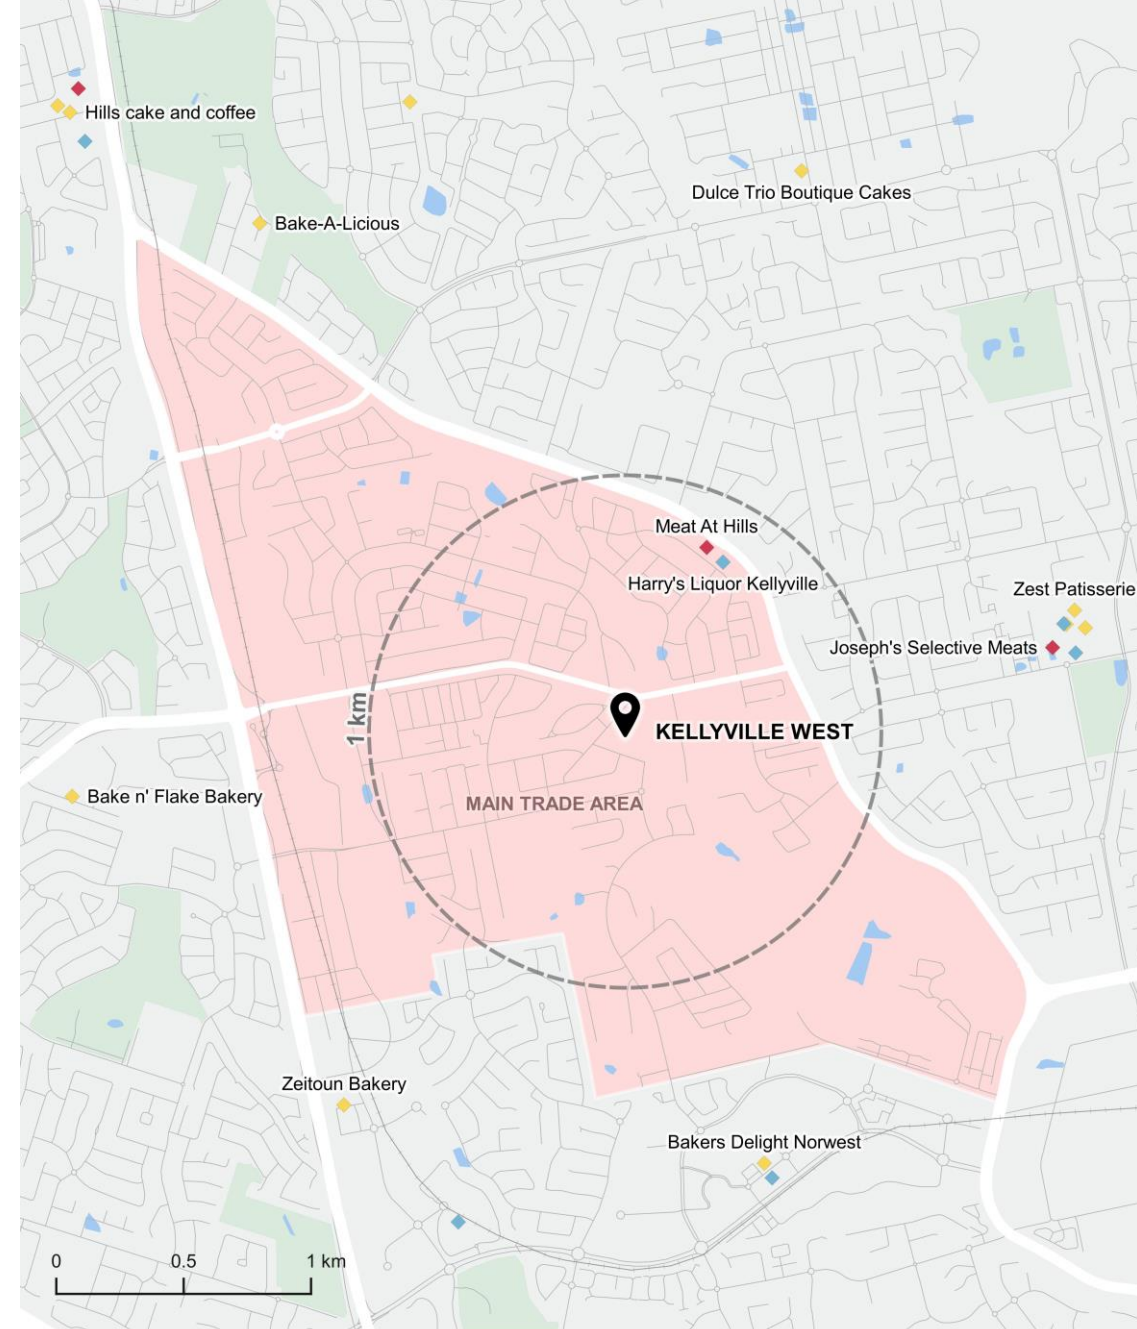 Hills cake and coffee
Dulce Trio Boutique Cakes
Bake-A-Licious
Meat At Hills
Harry's Liquor Kellyville
Zest Patisserie
Joseph's Selective Meats
1 km
KELLYVILLE WEST
Bake n' Flake Bakery
MAIN TRADE AREA
Zeitoun Bakery
Bakers Delight Norwest
0 0.5 1 km